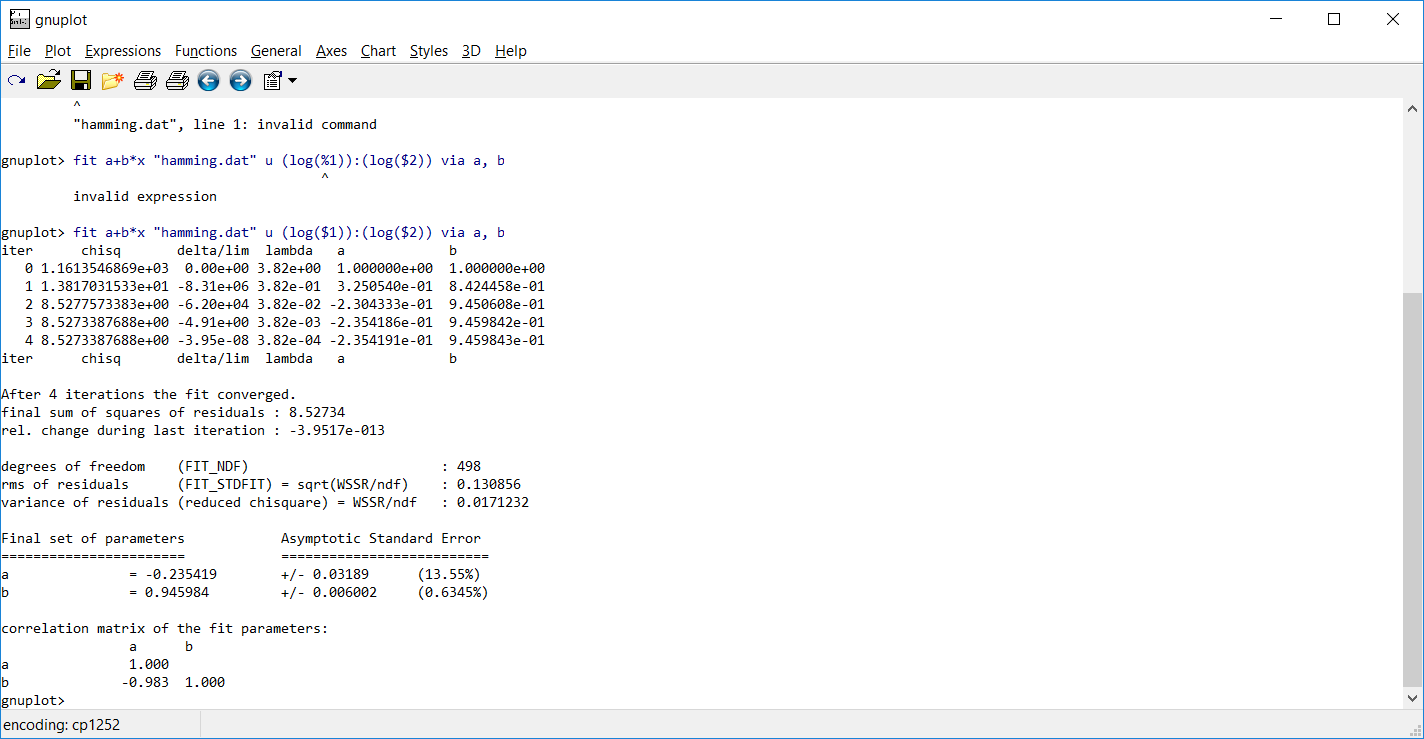 gnuplot
File Plot Expressions Functions General Axes Chart Styles 3D Help
^
"hamming.dat", line 1: invalid command
gnuplot> fit a+b*x "hamming.dat" u (log(%1)):(log($2)) via a, b
^
invalid expression
gnuplot> fit a+b*x "hamming.dat" u (log($1)):(log($2)) via a, b
iter chisq delta/lim lambda a b
0 1.1613546869e+03 0.00e+00 3.82e+00 1.000000e+00 1.000000e+00
1 1.3817031533e+01 -8.31e+06 3.82e-01 3.250540e-01 8.424458e-01
2 8.5277573383e+00 -6.20e+04 3.82e-02 -2.304333e-01 9.450608e-01
3 8.5273387688e+00 -4.91e+00 3.82e-03 -2.354186e-01 9.459842e-01
4 8.5273387688e+00 -3.95e-08 3.82e-04 -2.354191e-01 9.459843e-01
iter chisq delta/lim lambda a b
After 4 iterations the fit converged.
final sum of squares of residuals : 8.52734
rel. change during last iteration : -3.9517e-013
degrees of freedom (FIT_NDF) : 498
rms of residuals (FIT_STDFIT) = sqrt(WSSR/ndf) : 0.130856
variance of residuals (reduced chisquare) = WSSR/ndf : 0.0171232
Final set of parameters Asymptotic Standard Error
======================= ==========================
a = -0.235419 +/- 0.03189 (13.55%)
b = 0.945984 +/- 0.006002 (0.6345%)
correlation matrix of the fit parameters:
a b
a 1.000
b -0.983 1.000
gnuplot>
encoding: cp1252